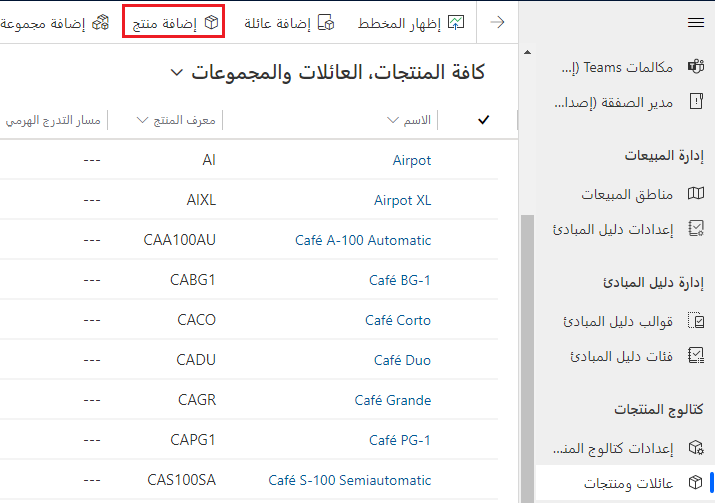 إظهار المخطط
إضافة عائلة
إضافة منتج
إضافة مجموعة
كافة المنتجات، العائلات والمجموعات
الاسم
معرف المنتج
مسار التدرج الهرمي
Airpot AI ---
Airpot XL AIXL ---
Café A-100 Automatic CAA100AU ---
Café BG-1 CABG1 ---
Café Corto CACO ---
Café Duo CADU ---
Café Grande CAGR ---
Café PG-1 CAPG1 ---
Café S-100 Semiautomatic CAS100SA ---
مكالمات Teams (إ...
مدير الصفقة (إصدا...
إدارة المبيعات
مناطق المبيعات
إعدادات دليل المبادئ
إدارة دليل المبادئ
قوالب دليل المبادئ
فئات دليل المبادئ
كتالوج المنتجات
إعدادات كتالوج المنـ...
عائلات ومنتجات